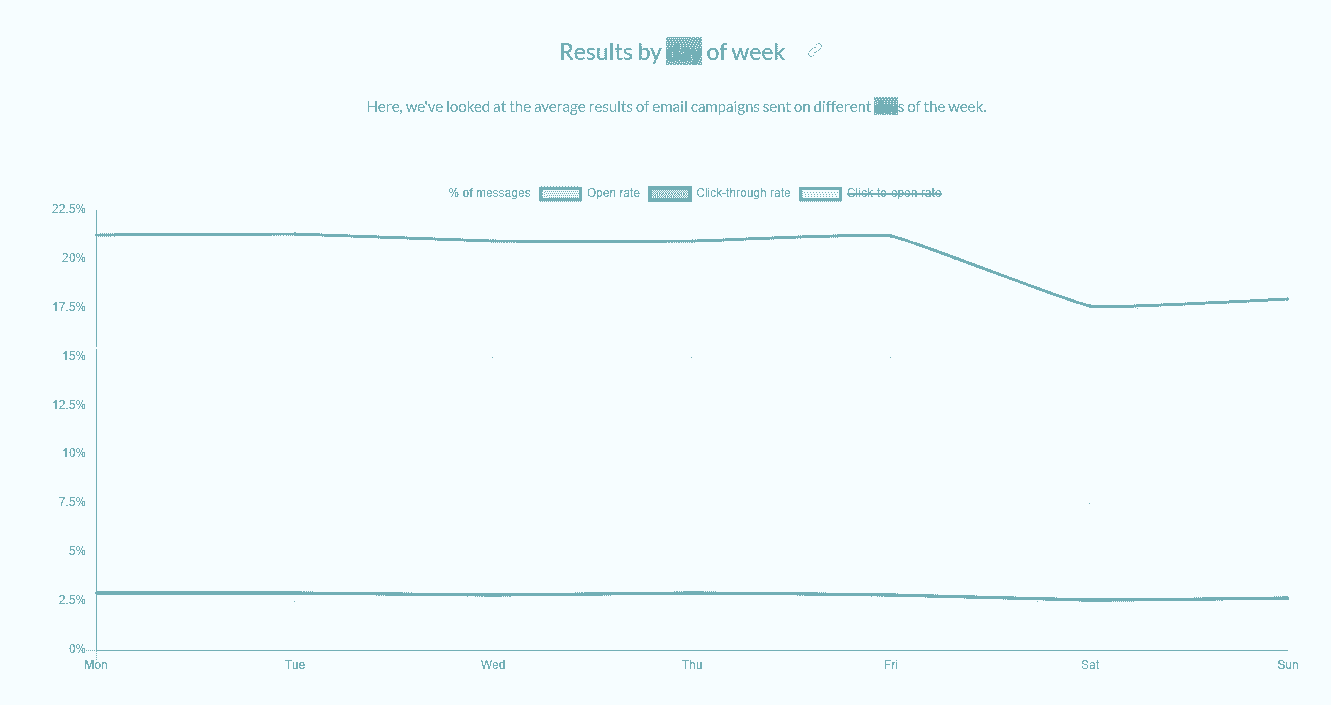 Results by day of week
Here, we've looked at the average results of email campaigns sent on different s of the week.
% of messages Open rate Click-through rate Click-to-open rate
22.5%
20%
17.5%
15%
12.5%
10%
7.5%
5%
2.5%
0%
Mon Tue Wed Thu Fri Sat Sun